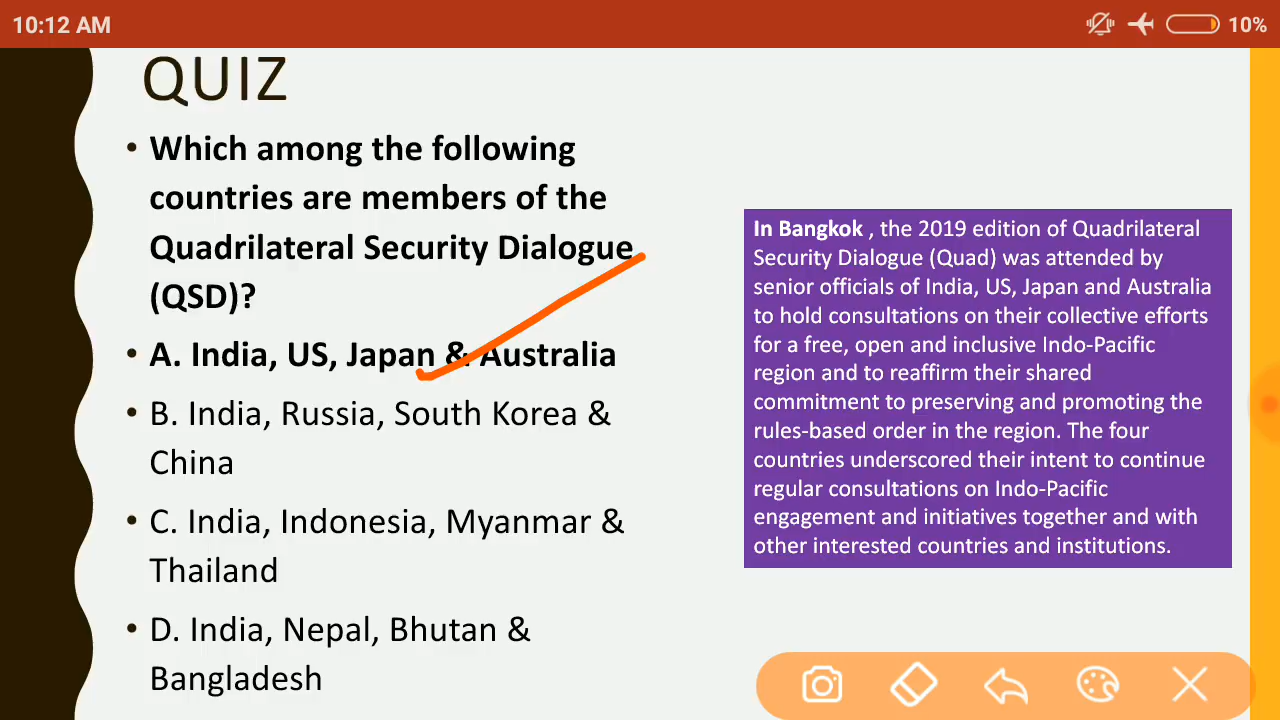 10:12 AM
10%
QUIZ
• Which among the following
countries are members of the
Quadrilateral Security Dialogue
(QSD)?
• A. India, US, Japan & Australia
• B. India, Russia, South Korea &
China
• C. India, Indonesia, Myanmar &
Thailand
• D. India, Nepal, Bhutan &
Bangladesh
In Bangkok , the 2019 edition of Quadrilateral
Security Dialogue (Quad) was attended by
senior officials of India, US, Japan and Australia
to hold consultations on their collective efforts
for a free, open and inclusive Indo-Pacific
region and to reaffirm their shared
commitment to preserving and promoting the
rules-based order in the region. The four
countries underscored their intent to continue
regular consultations on Indo-Pacific
engagement and initiatives together and with
other interested countries and institutions.